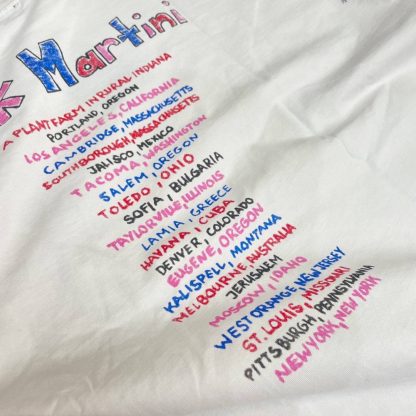 K Martini
A PLANT FARM IN RURAL INDIANA
PORTLAND, OREGON
LOS ANGELES, CALIFORNIA
CAMBRIDGE, MASSACHUSETTS
SOUTHBOROUGH, MASSACHUSETTS
JALISCO, MEXICO
TACOMA, WASHINGTON
SALEM, OREGON
TOLEDO, OHIO
SOFIA, BULGARIA
TAYLORVILLE, ILLINOIS
LAMIA, GREECE
HAVANA, CUBA
DENVER, COLORADO
EUGENE, OREGON
KALISPELL, MONTANA
MELBOURNE, AUSTRALIA
JERUSALEM
MOSCOW, IDAHO
WEST ORANGE, NEW JERSEY
ST. LOUIS, MISSOURI
PITTSBURGH, PENNSYLVANIA
NEW YORK, NEW YORK